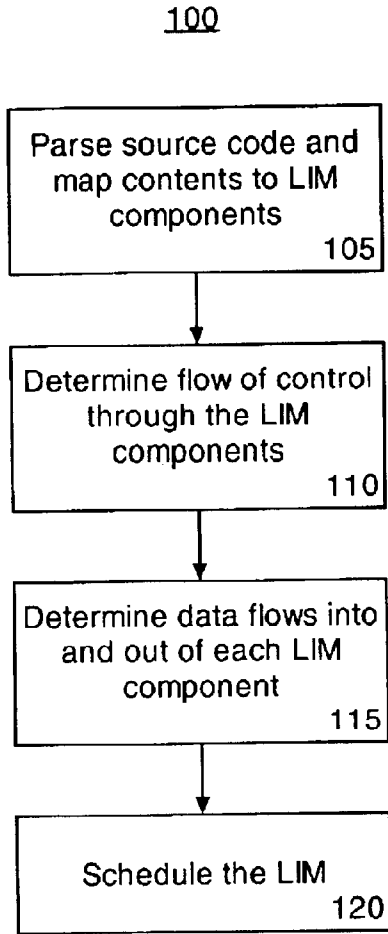 100
Parse source code and
map contents to LIM
components
105
Determine flow of control
through the LIM
components
110
Determine data flows into
and out of each LIM
component
115
Schedule the LIM
120